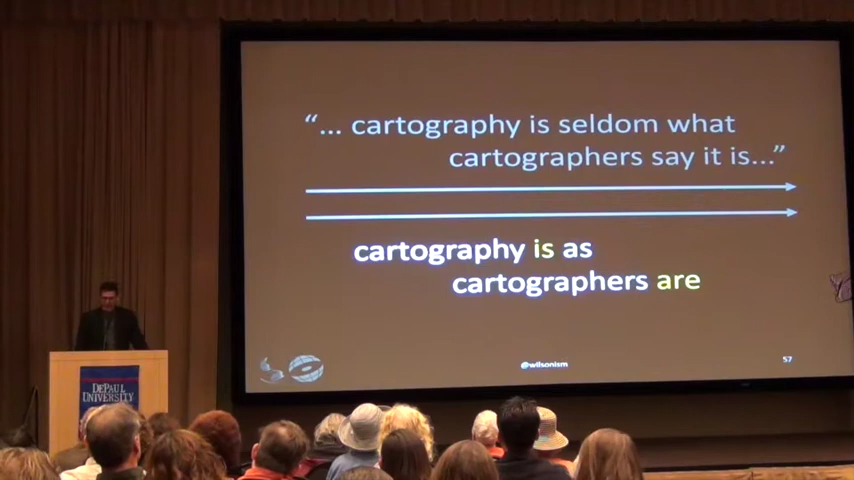 “... cartography is seldom what
cartographers say it is...”
cartography is as
cartographers are
@wilsonism
57
DEPAUL
UNIVERSITY